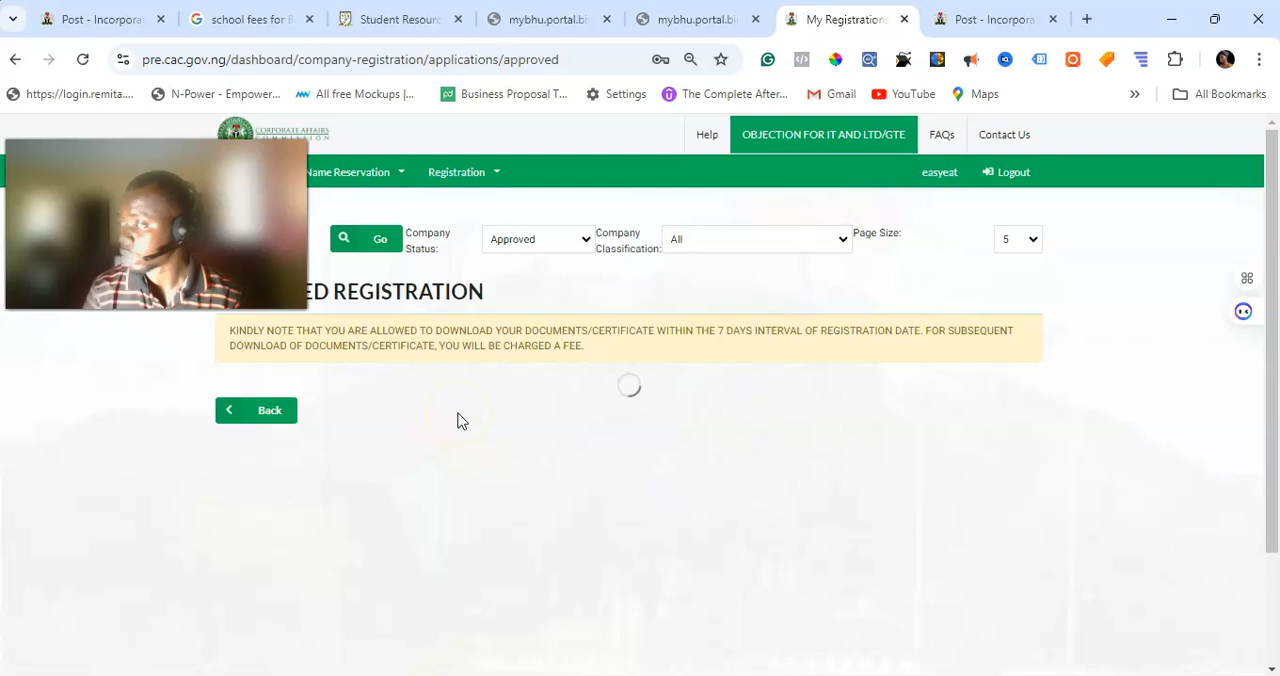 Post - Incorpora
school fees for B
Student Resourc
mybhu.portal.bi
mybhu.portal.bi
My Registrations
Post - Incorpora
pre.cac.gov.ng/dashboard/company-registration/applications/approved
https://login.remita....
N-Power - Empower...
All free Mockups |...
Business Proposal T...
Settings
The Complete After...
Gmail
YouTube
Maps
All Bookmarks
CORPORATE AFFAIRS
COMMISSION
Help
OBJECTION FOR IT AND LTD/GTE
FAQs
Contact Us
Name Reservation
Registration
easyeat
Logout
Go
Company Status:
Approved
Company Classification:
All
Page Size:
5
ED REGISTRATION
KINDLY NOTE THAT YOU ARE ALLOWED TO DOWNLOAD YOUR DOCUMENTS/CERTIFICATE WITHIN THE 7 DAYS INTERVAL OF REGISTRATION DATE. FOR SUBSEQUENT
DOWNLOAD OF DOCUMENTS/CERTIFICATE, YOU WILL BE CHARGED A FEE.
Back